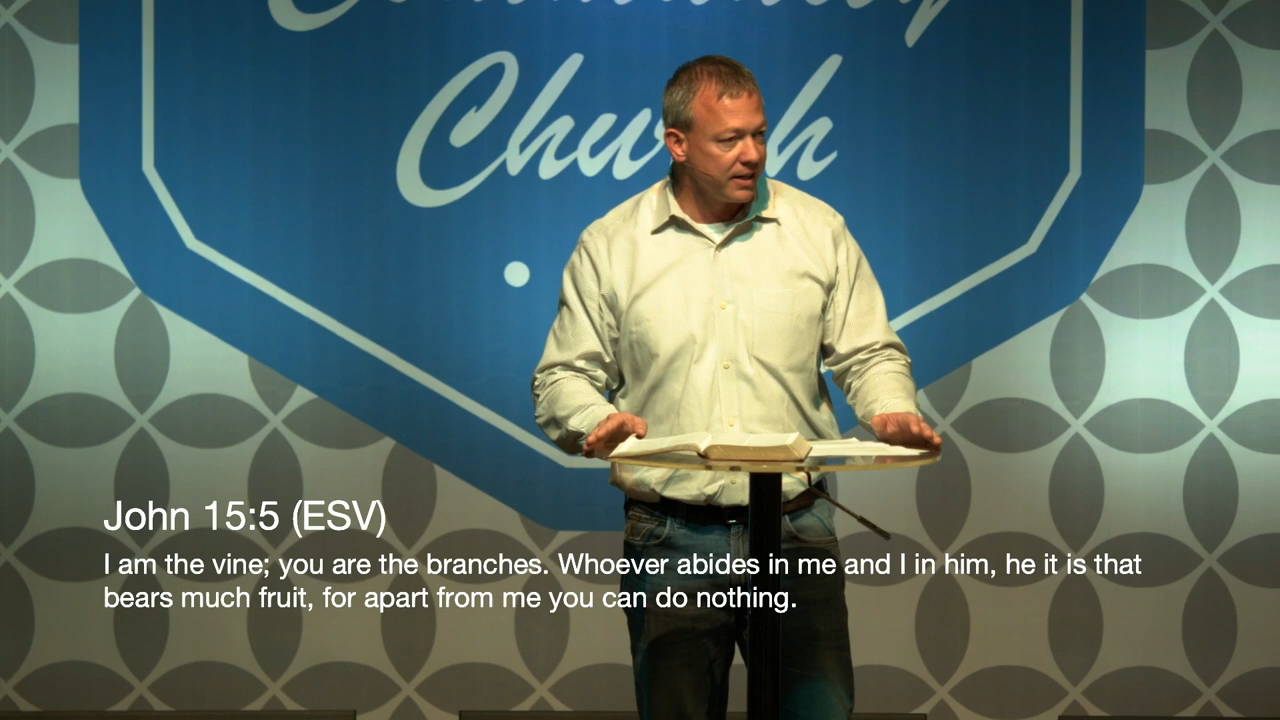 Community
Church
John 15:5 (ESV)
I am the vine; you are the branches. Whoever abides in me and I in him, he it is that
bears much fruit, for apart from me you can do nothing.